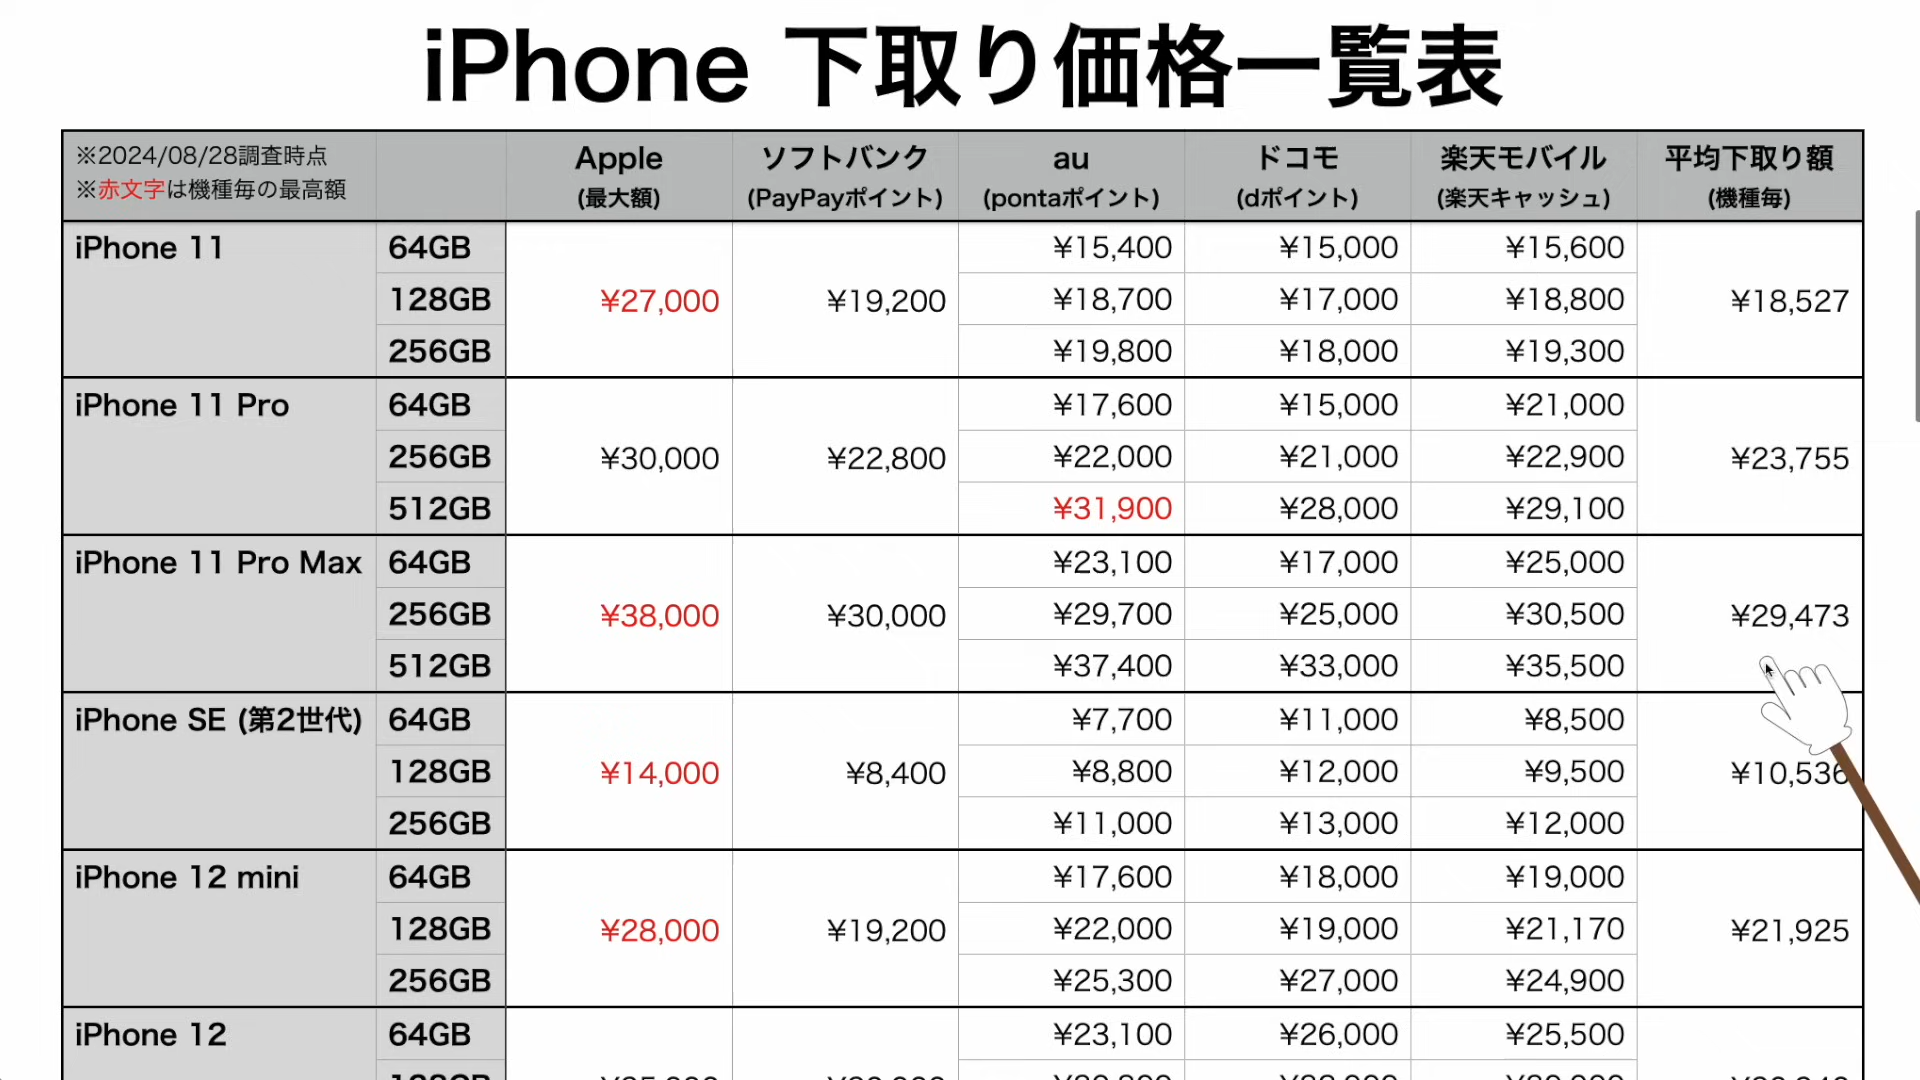 iPhone 下取り価格一覧表
※2024/08/28調査時点
※赤文字は機種毎の最高額
Apple
(最大額)
ソフトバンク
(PayPayポイント)
au
(pontaポイント)
ドコモ
(dポイント)
楽天モバイル
(楽天キャッシュ)
平均下取り額
(機種毎)
iPhone 11 64GB ¥15,400 ¥15,000 ¥15,600
128GB ¥27,000 ¥19,200 ¥18,700 ¥17,000 ¥18,800 ¥18,527
256GB ¥19,800 ¥18,000 ¥19,300
iPhone 11 Pro 64GB ¥17,600 ¥15,000 ¥21,000
256GB ¥30,000 ¥22,800 ¥22,000 ¥21,000 ¥22,900 ¥23,755
512GB ¥31,900 ¥28,000 ¥29,100
iPhone 11 Pro Max 64GB ¥23,100 ¥17,000 ¥25,000
256GB ¥38,000 ¥30,000 ¥29,700 ¥25,000 ¥30,500 ¥29,473
512GB ¥37,400 ¥33,000 ¥35,500
iPhone SE (第2世代) 64GB ¥7,700 ¥11,000 ¥8,500
128GB ¥14,000 ¥8,400 ¥8,800 ¥12,000 ¥9,500 ¥10,536
256GB ¥11,000 ¥13,000 ¥12,000
iPhone 12 mini 64GB ¥17,600 ¥18,000 ¥19,000
128GB ¥28,000 ¥19,200 ¥22,000 ¥19,000 ¥21,170 ¥21,925
256GB ¥25,300 ¥27,000 ¥24,900
iPhone 12 64GB ¥23,100 ¥26,000 ¥25,500
128GB